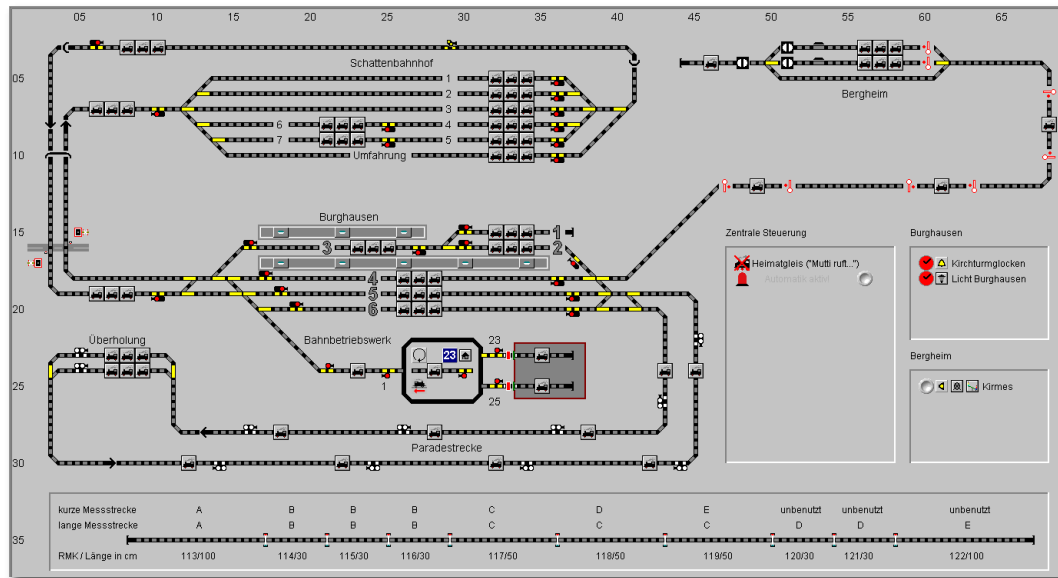 05 10 15 20 25 30 35 40 45 50 55 60 65
Schattenbahnhof
05
1
2
Bergheim
3
6 4
7 5
10
Umfahrung
Burghausen
15
1
3 2
Zentrale Steuerung
Burghausen
Heimatgleis ("Mutti ruft...")
Automatik aktiv!
Kirchturmglocken
Licht Burghausen
4
5
20
6
Überholung
Bahnbetriebswerk
23
23
Bergheim
25
1
25
Kirmes
Paradestrecke
30
kurze Messstrecke A B B B C D E unbenutzt unbenutzt unbenutzt
lange Messstrecke A B B B C C C D D E
35
RMK / Länge in cm 113/100 114/30 115/30 116/30 117/50 118/50 119/50 120/30 121/30 122/100